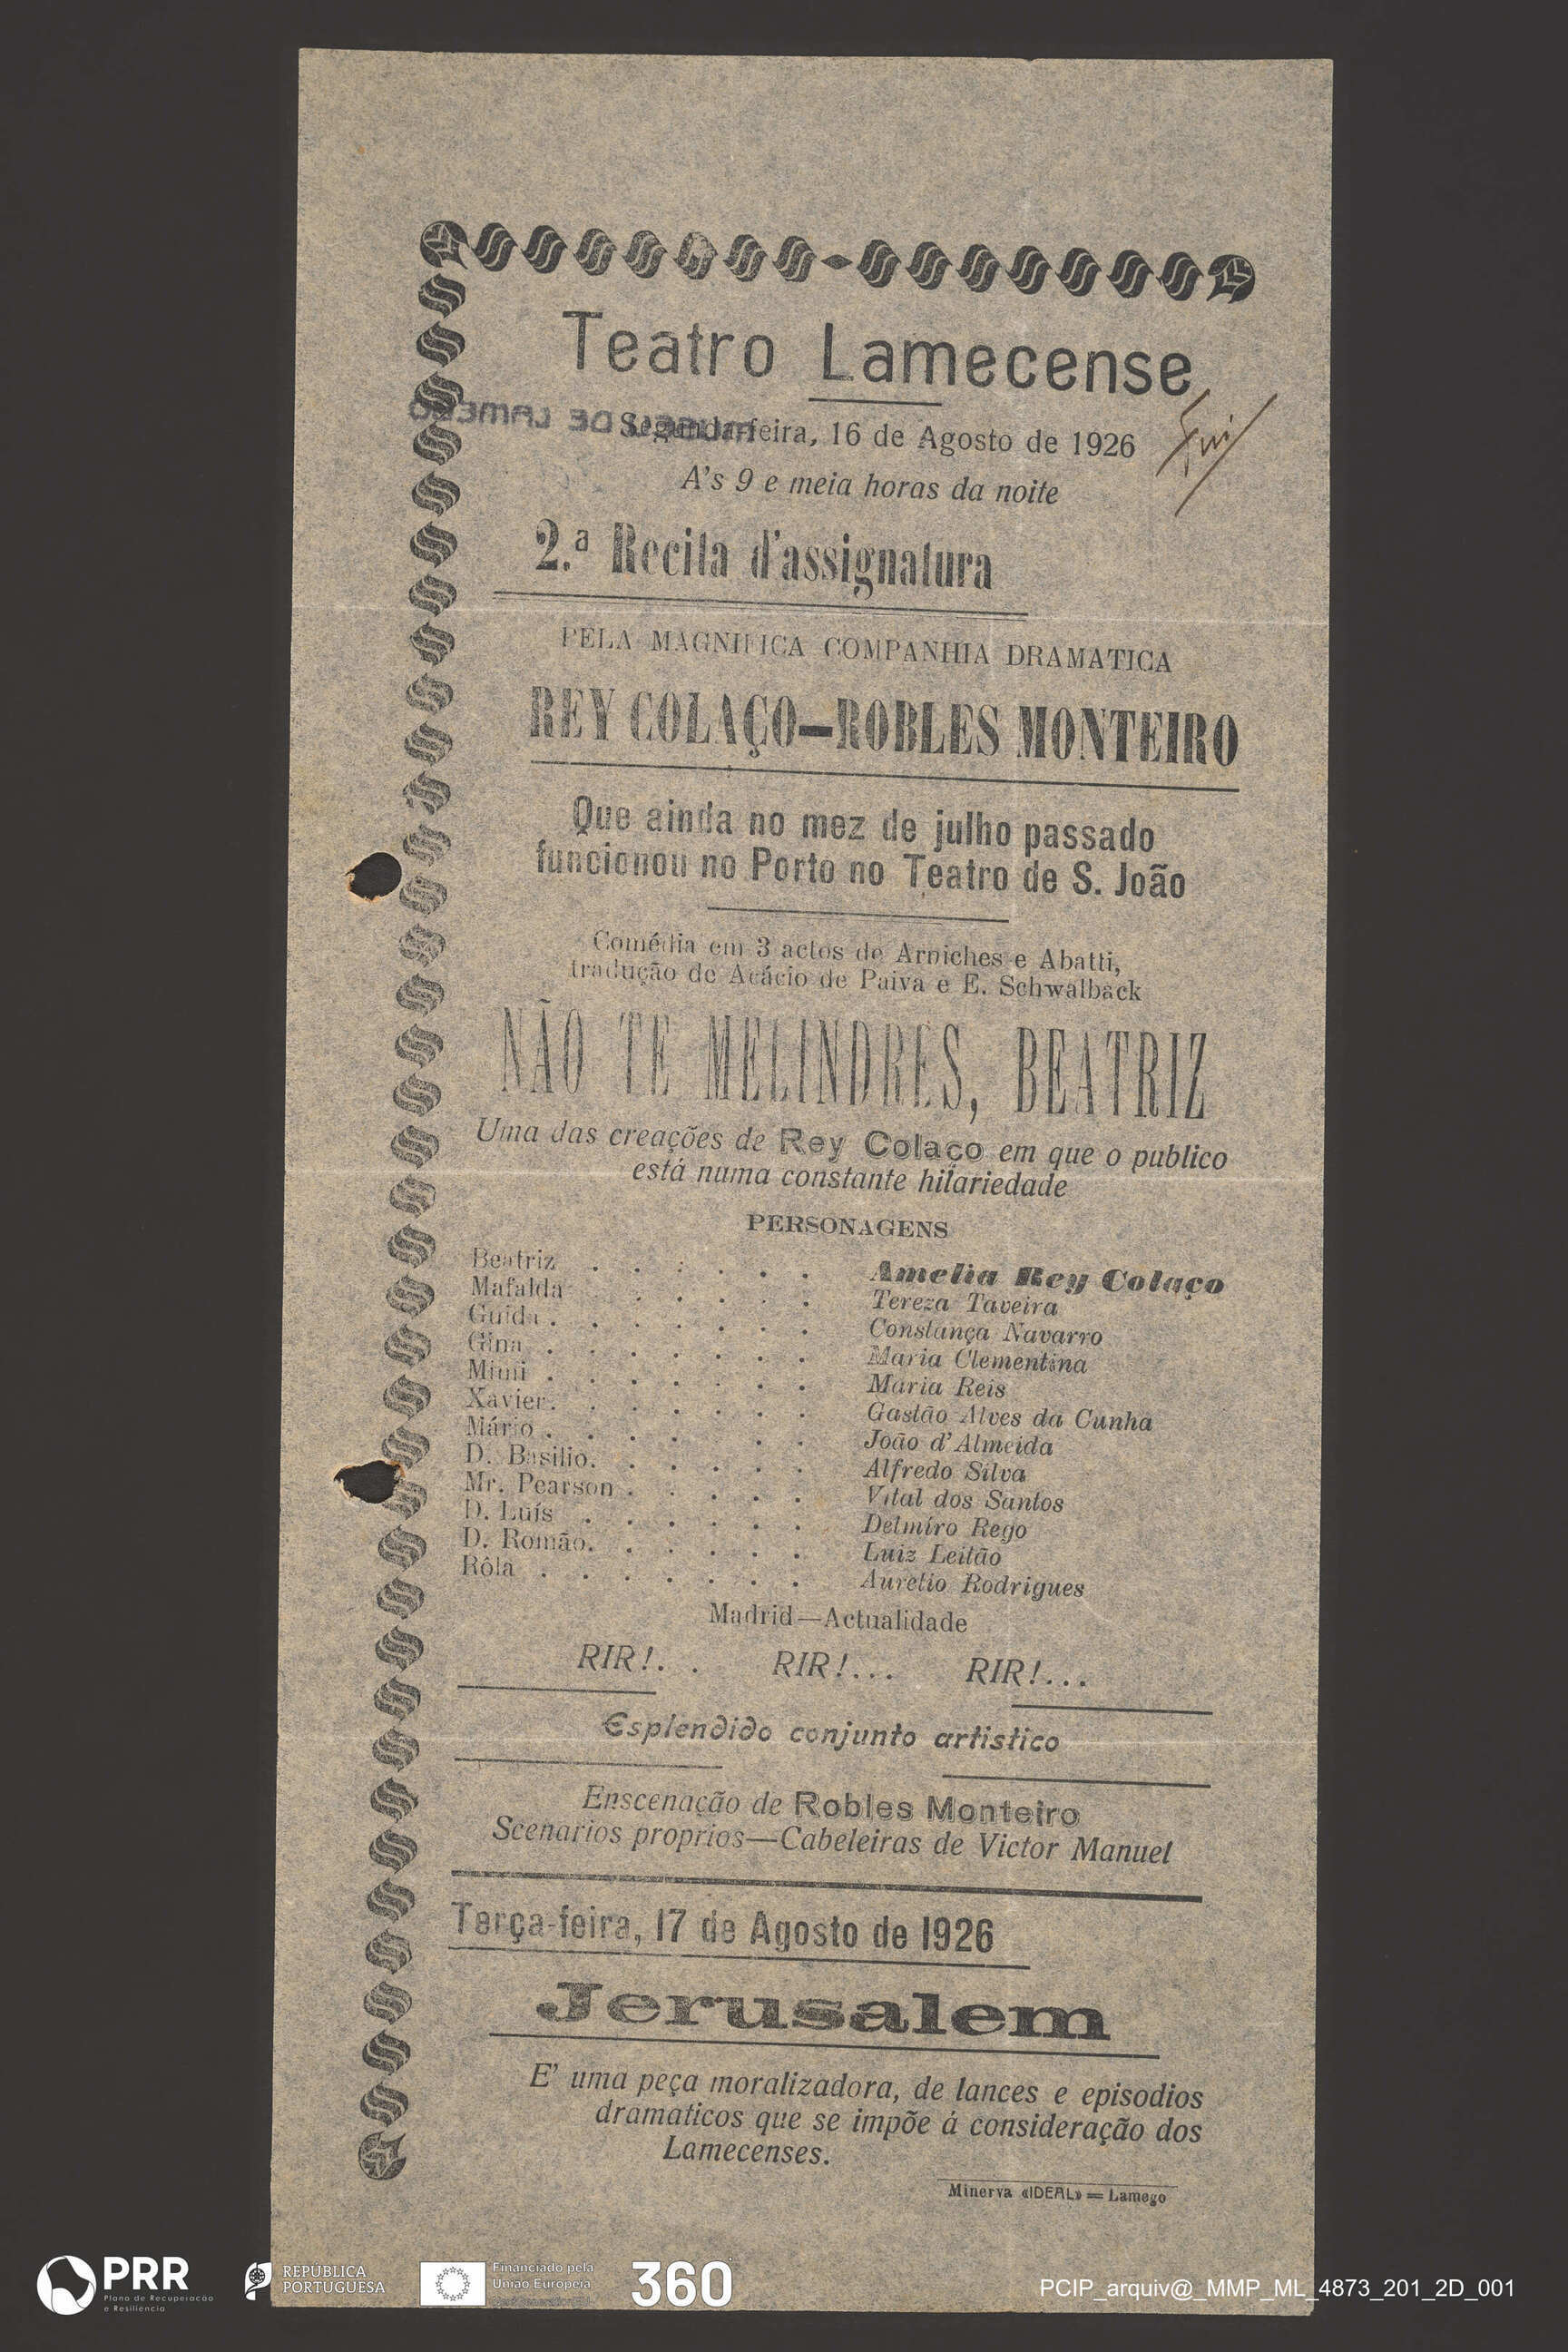 Teatro Lamecense
MUSEU DE LAMEGO
Segunda-feira, 16 de Agosto de 1926
A's 9 e meia horas da noite
2.ª Recita d'assignatura
PELA MAGNIFICA COMPANHIA DRAMATICA
REY COLAÇO—ROBLES MONTEIRO
Que ainda no mez de julho passado
funcionou no Porto no Teatro de S. João
Comédia em 3 actos de Arniches e Abatti,
tradução de Acácio de Paiva e E. Schwalback
NÃO TE MELINDRES, BEATRIZ
Uma das creações de Rey Colaço em que o publico
está numa constante hilariedade
PERSONAGENS
Beatriz . . . . . . Amelia Rey Colaço
Mafalda . . . . . Tereza Taveira
Guida . . . . . . . Constança Navarro
Gina . . . . . . . Maria Clementina
Mimi . . . . . . . Maria Reis
Xavier. . . . . . . Gastão Alves da Cunha
Mário . . . . . . João d'Almeida
D. Basilio. . . . . . Alfredo Silva
Mr. Pearson . . . . . Vital dos Santos
D. Luís . . . . . . Delmiro Rego
D. Romão. . . . . . Luiz Leitão
Rôla . . . . . . . Aurelio Rodrigues
Madrid—Actualidade
RIR!. . RIR!... RIR!...
Esplendido conjunto artistico
Enscenação de Robles Monteiro
Scenarios proprios—Cabeleiras de Victor Manuel
Terça-feira, 17 de Agosto de 1926
Jerusalem
E' uma peça moralizadora, de lances e episodios
dramaticos que se impõe á consideração dos
Lamecenses.
Minerva «IDEAL» = Lamego
PRR
Plano de Recuperação
e Resiliência
REPÚBLICA
PORTUGUESA
Financiado pela
União Europeia
360
PCIP_arquiv@_MMP_ML_4873_201_2D_001